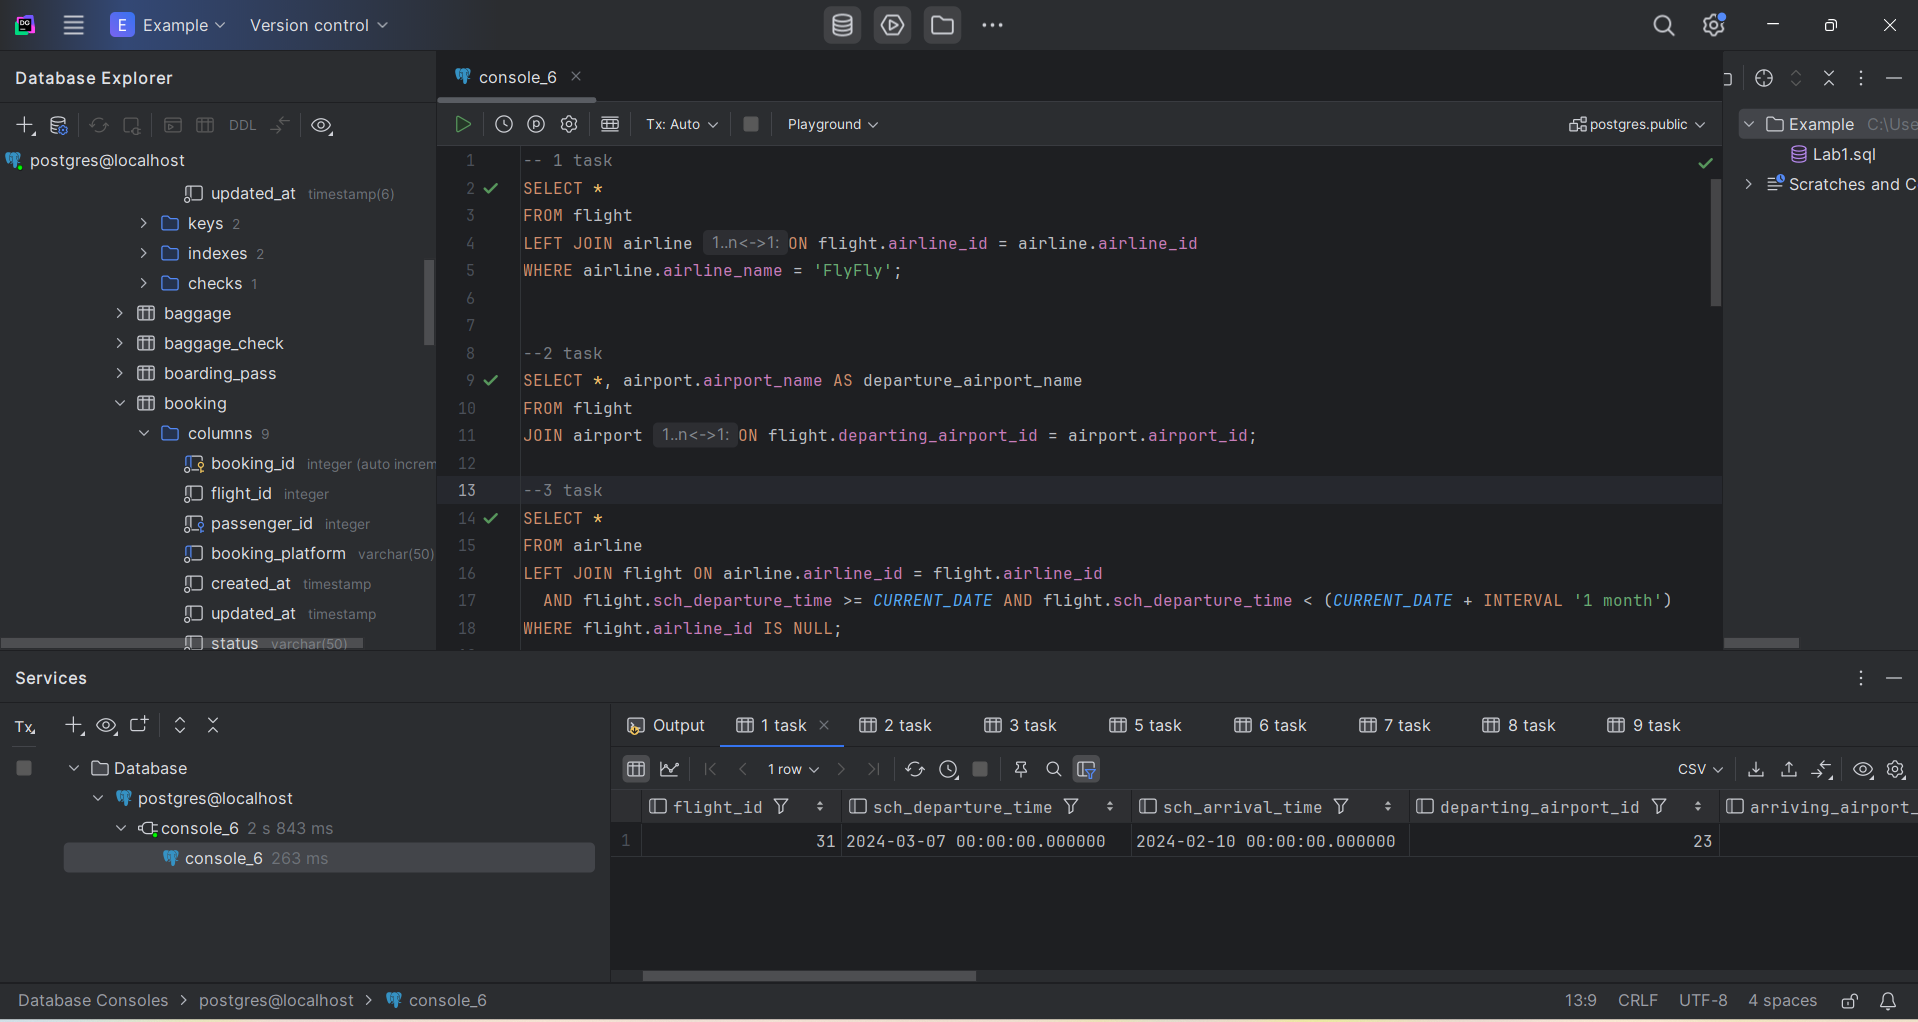 E Example Version control
Database Explorer
DDL
postgres@localhost
updated_at timestamp(6)
keys 2
indexes 2
checks 1
baggage
baggage_check
boarding_pass
booking
columns 9
booking_id integer (auto increm
flight_id integer
passenger_id integer
booking_platform varchar(50)
created_at timestamp
updated_at timestamp
status varchar(50)
console_6
Tx: Auto Playground postgres.public
1 -- 1 task
2 SELECT *
3 FROM flight
4 LEFT JOIN airline 1..n<->1: ON flight.airline_id = airline.airline_id
5 WHERE airline.airline_name = 'FlyFly';
6
7
8 --2 task
9 SELECT *, airport.airport_name AS departure_airport_name
10 FROM flight
11 JOIN airport 1..n<->1: ON flight.departing_airport_id = airport.airport_id;
12
13 --3 task
14 SELECT *
15 FROM airline
16 LEFT JOIN flight ON airline.airline_id = flight.airline_id
17 AND flight.sch_departure_time >= CURRENT_DATE AND flight.sch_departure_time < (CURRENT_DATE + INTERVAL '1 month')
18 WHERE flight.airline_id IS NULL;
Example C:\Use
Lab1.sql
Scratches and C
Services
Tx
Database
postgres@localhost
console_6 2 s 843 ms
console_6 263 ms
Output 1 task 2 task 3 task 5 task 6 task 7 task 8 task 9 task
1 row CSV
flight_id sch_departure_time sch_arrival_time departing_airport_id arriving_airport_
1 31 2024-03-07 00:00:00.000000 2024-02-10 00:00:00.000000 23
Database Consoles > postgres@localhost > console_6
13:9 CRLF UTF-8 4 spaces